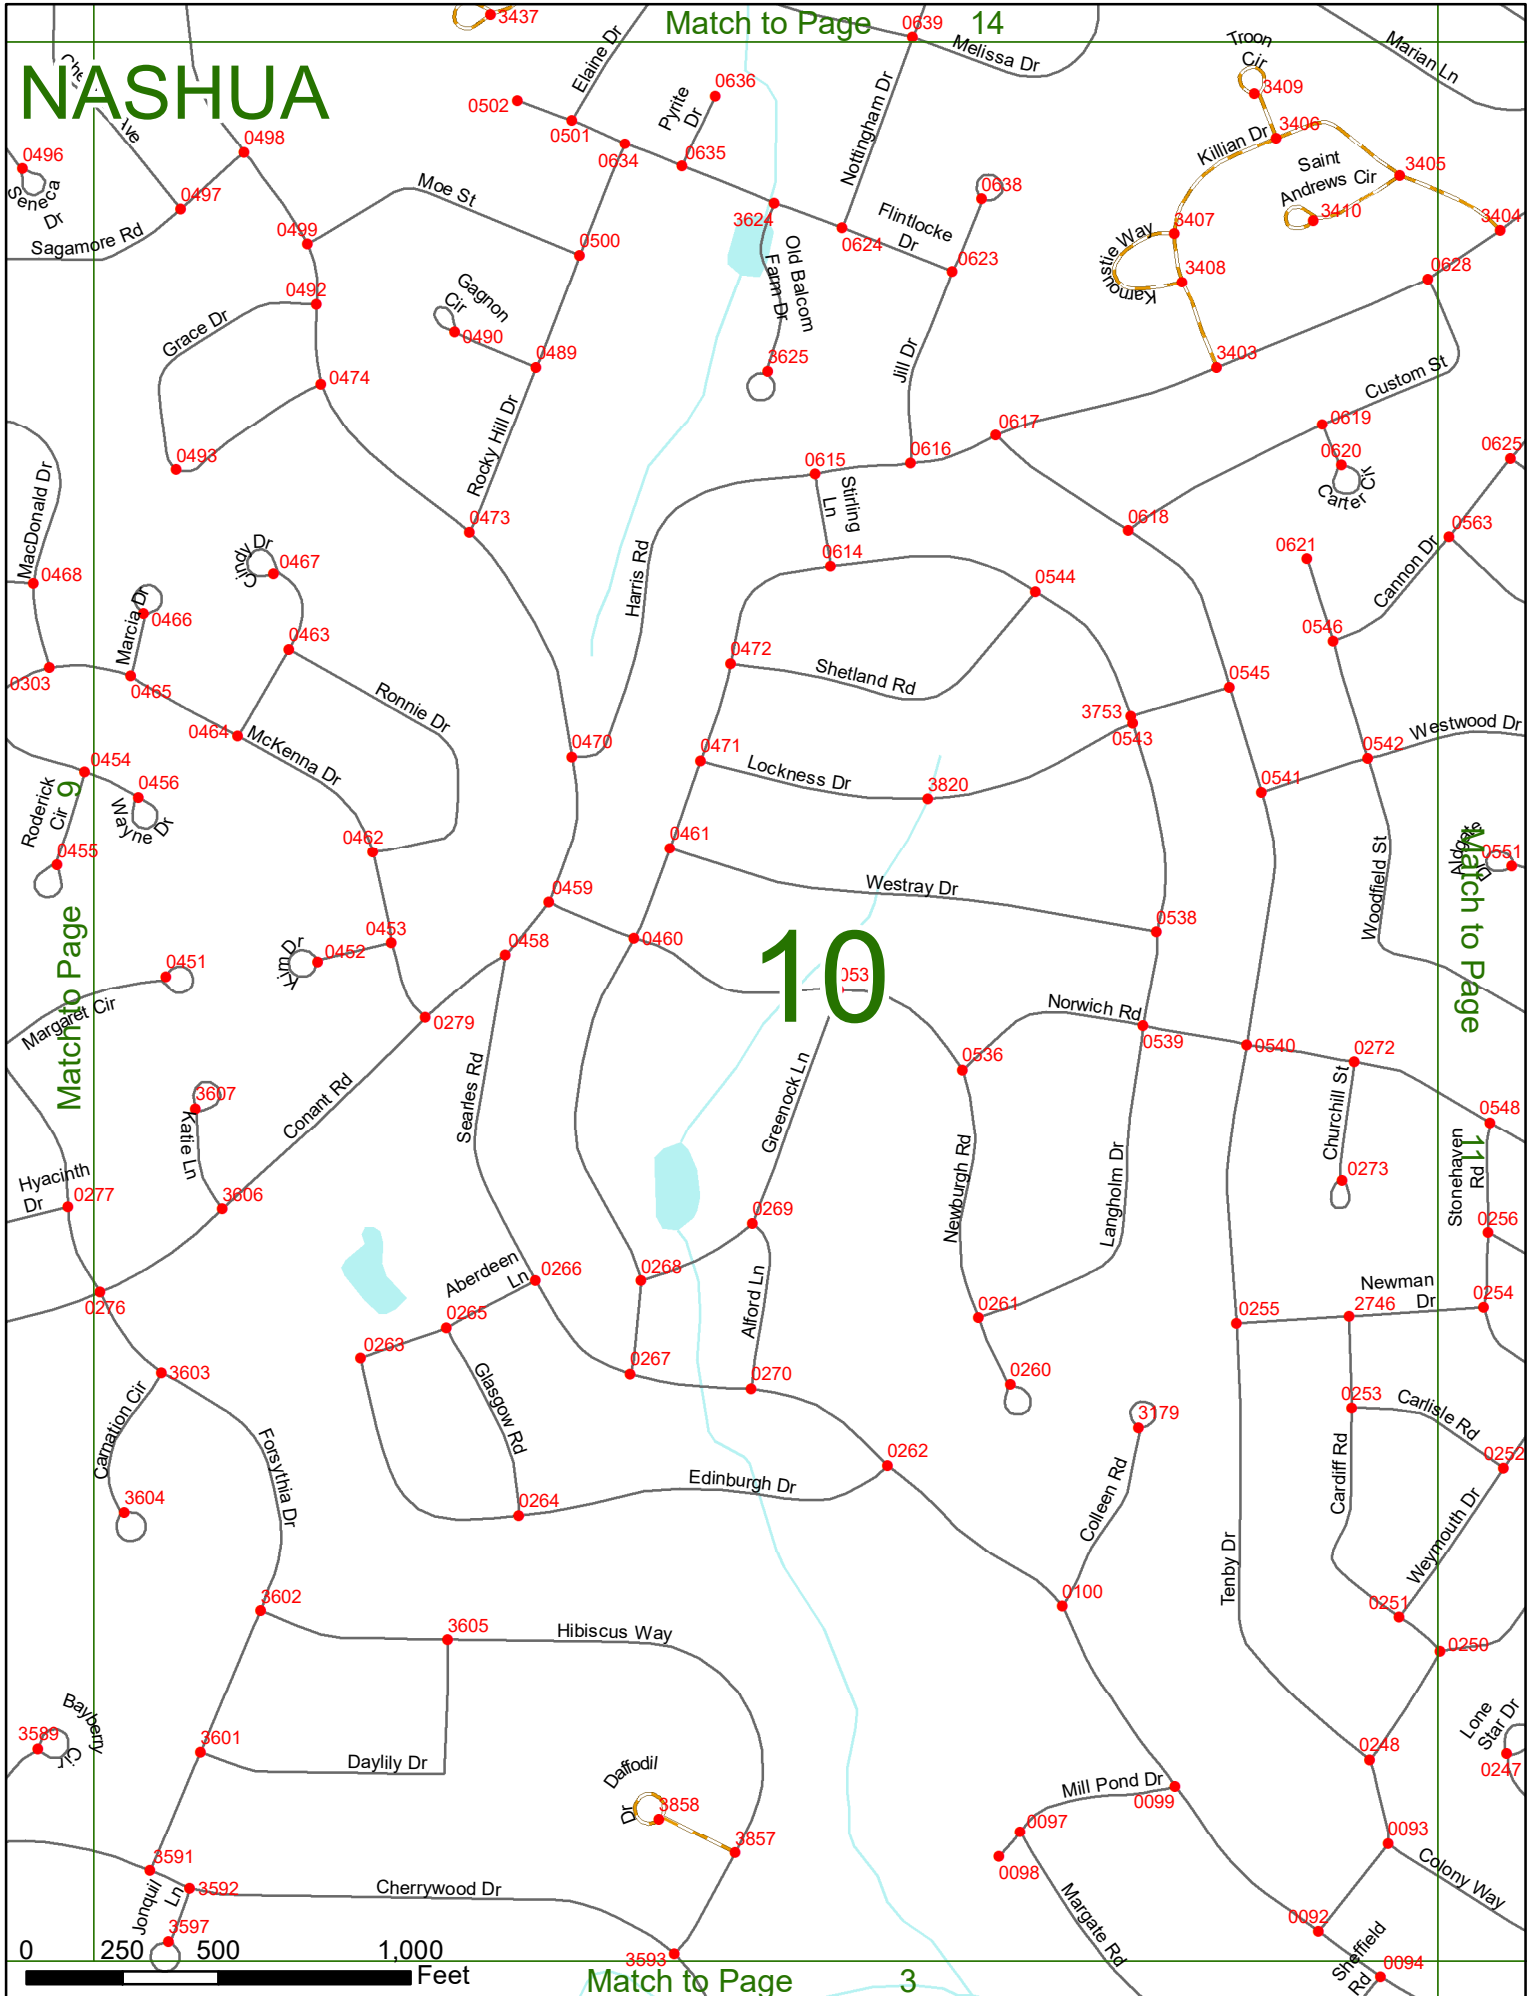 3437
Match to Page 14
0639
Melissa Dr
Elaine Dr
Nottingham Dr
Troon
Cir
Marian Ln
NASHUA
Ave
0502
0501
0636
Pyrite
Dr
0634
0635
3409
3406
Killian Dr
Saint
Andrews Cir
3405
3410
3404
0498
0496
Seneca
Dr
0497
Sagamore Rd
Moe St
0499
0500
3624
0624
Flintlocke
Dr
0638
0623
3407
3408
Karnoustie Way
0628
0492
Grace Dr
Gagnon
Cir
0490
0489
Old Balcom
Farm Dr
3625
Jill Dr
3403
0474
Custom St
0493
Rocky Hill Dr
0617
0619
0616
0615
0620
Carter Cir
0625
MacDonald Dr
Stirling
Ln
0473
0618
0563
0468
Cindy Dr
0467
Harris Rd
0614
0544
0621
Cannon Dr
0466
Marcia Dr
0463
0546
0303
0465
0472
Shetland Rd
Ronnie Dr
0545
0464
McKenna Dr
3753
0543
Westwood Dr
0470
0471
0542
0454
Lockness Dr
0456
Wayne Dr
Roderick
Cir
9
3820
0541
0462
0461
Aldgate
Dr
0551
0455
Westray Dr
Woodfield St
Match to Page
0459
0453
0458
0460
0538
0452
Kim Dr
0451
Margaret Cir
Match to Page
10
053
0279
Norwich Rd
0539
0540
0272
0536
Searles Rd
Greenock Ln
3607
Katie Ln
Conant Rd
Churchill St
0548
11
Newburgh Rd
Langholm Dr
Stonehaven
Rd
0273
Hyacinth
Dr
0277
3606
0269
0256
0276
Aberdeen
Ln
0266
0268
Alford Ln
0265
0261
0255
Newman
Dr
2746
0254
0263
0267
0270
3603
Glasgow Rd
0260
Carnation Cir
Forsythia Dr
3179
0253
Carlisle Rd
0252
0262
Edinburgh Dr
Colleen Rd
Cardiff Rd
3604
0264
Weymouth Dr
Tenby Dr
3602
0100
0251
3605
Hibiscus Way
0250
Bayberry
Cir
3589
3601
Daylily Dr
Lone
Star Dr
0248
0247
Daffodil
Dr
3858
Mill Pond Dr
0099
0097
3857
0098
0093
Colony Way
3591
3592
Cherrywood Dr
Jonquil
Ln
3597
Margate Rd
0092
Sheffield
Rd
3593
0094
0 250 500 1,000
Feet
Match to Page 3